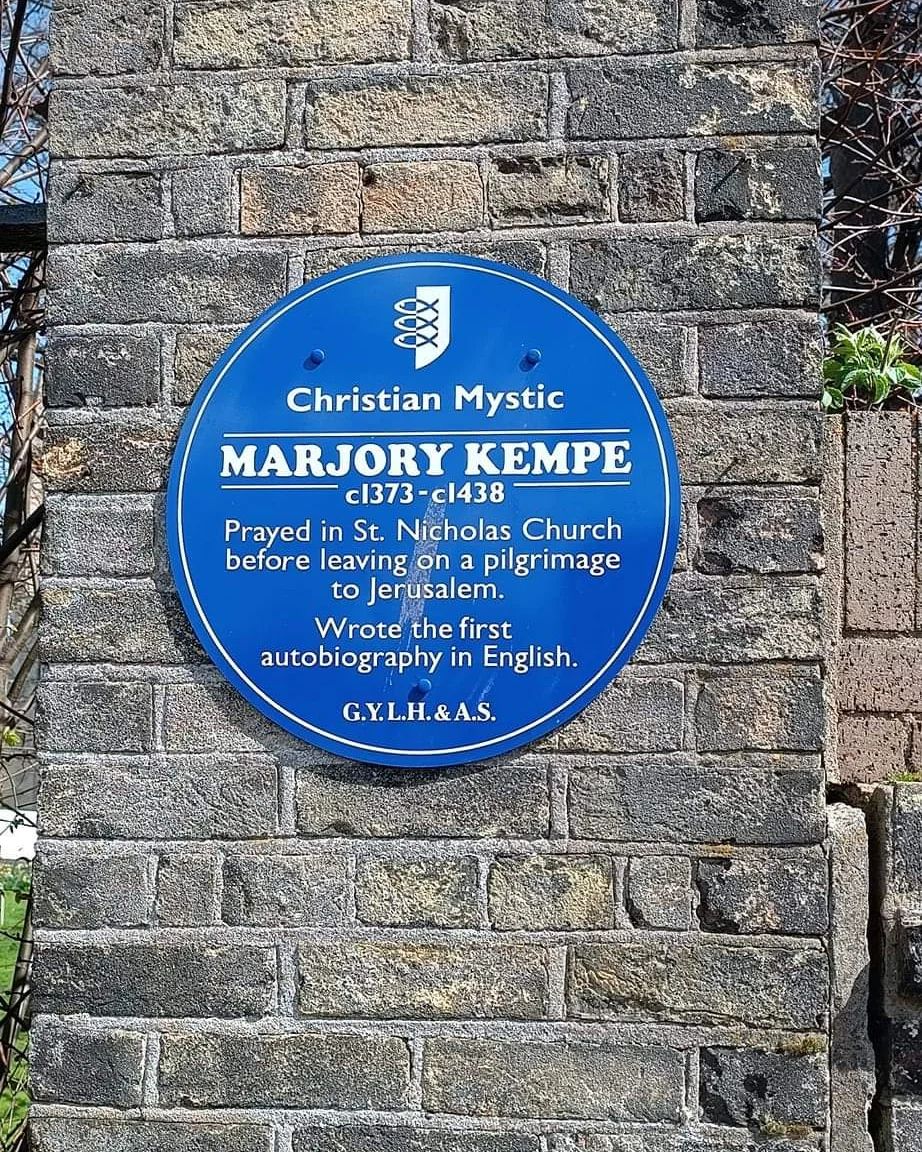 Christian Mystic
MARJORY KEMPE
c1373-c1438
Prayed in St. Nicholas Church
before leaving on a pilgrimage
to Jerusalem.
Wrote the first
autobiography in English.
G.Y.L.H.&A.S.